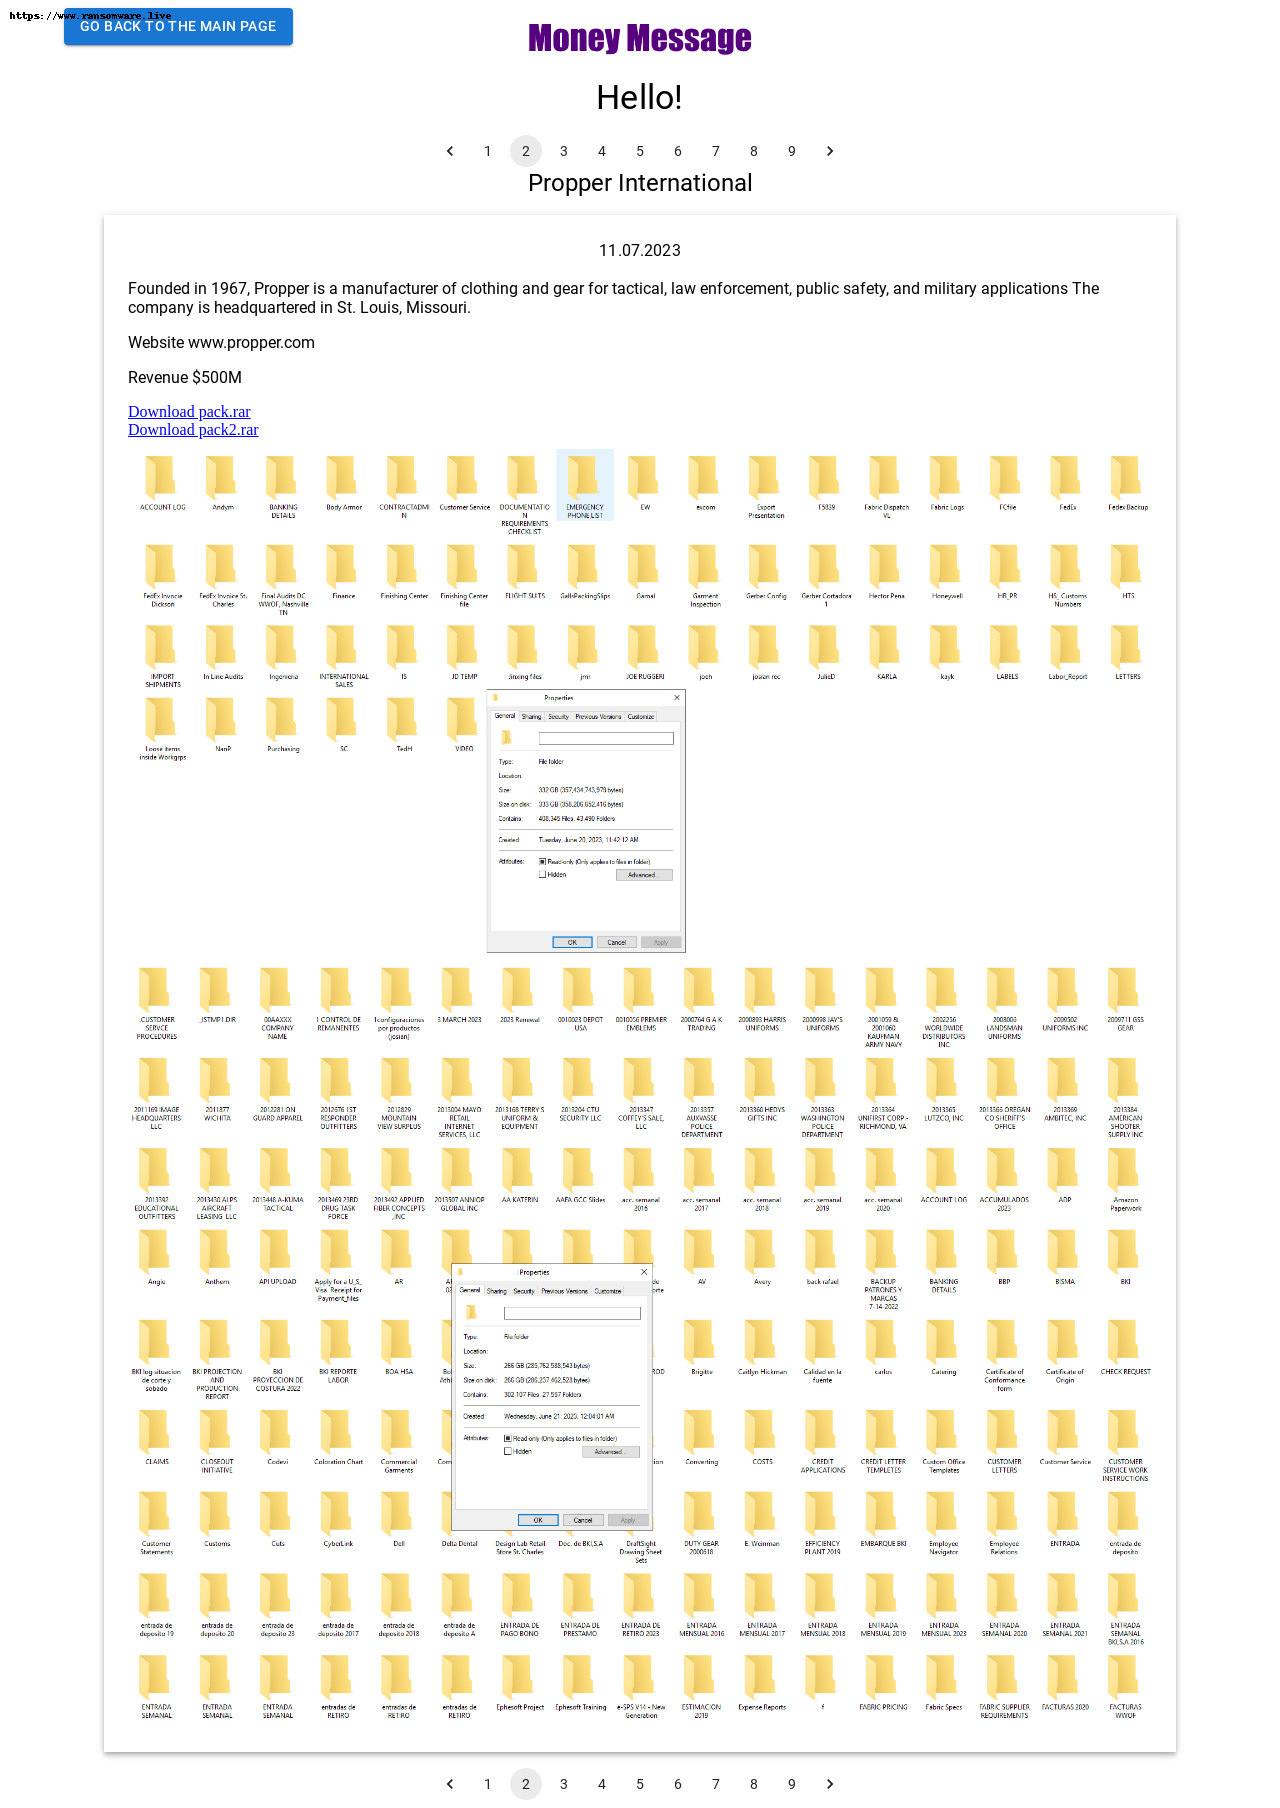 https://www.ransomware.live
GO BACK TO THE MAIN PAGE
Money Message
Hello!
1 2 3 4 5 6 7 8 9
Propper International
11.07.2023
Founded in 1967, Propper is a manufacturer of clothing and gear for tactical, law enforcement, public safety, and military applications The
company is headquartered in St. Louis, Missouri.
Website www.propper.com
Revenue $500M
Download pack.rar
Download pack2.rar
ACCOUNT LOG Andym BANKING DETAILS Body Armor CONTRACTADMIN Customer Service DOCUMENTATION REQUIREMENTS CHECKLIST EMERGENCY PHONE LIST EW excom Export Presentation F5839 Fabric Dispatch VL Fabric Logs FCfile FedEx Fedex Backup
FedEx Invocie Dickson FedEx Invoice St. Charles Final Audits DC WWOF, Nashville TN Finance Finishing Center Finishing Center file FLIGHT SUITS GallsPackingSlips Gamal Garment Inspection Gerber Config Gerber Cortadora 1 Hector Pena Honeywell HR_PR HS_ Customs Numbers HTS
IMPORT SHIPMENTS In Line Audits Ingenieria INTERNATIONAL SALES IS JD TEMP Jinxing files jmr JOE RUGGERI joeh josian rec JulieD KARLA kayk LABELS Labor_Report LETTERS
Loose items inside Workgrps NanP Purchasing SC TedH VIDEO
Properties
General Sharing Security Previous Versions Customize
Type: File folder
Location:
Size: 332 GB (357,434,743,979 bytes)
Size on disk: 333 GB (358,206,652,416 bytes)
Contains: 408,345 Files, 43,490 Folders
Created: Tuesday, June 20, 2023, 11:42:12 AM
Attributes: Read-only (Only applies to files in folder)
Hidden Advanced...
OK Cancel Apply
.CUSTOMER SERVCE PROCEDURES _ISTMP1.DIR 00AAXXX COMPANY NAME 1 CONTROL DE REMANENTES 1configuraciones por productos (josian) 3 MARCH 2023 2023 Renewal 0010023 DEPOT USA 0010056 PREMIER EMBLEMS 2000764 G A K TRADING 2000893 HARRIS UNIFORMS 2000998 JAY'S UNIFORMS 2001059 & 2001060 KAUFMAN ARMY NAVY 2002256 WORLDWIDE DISTRIBUTORS INC 2008006 LANDSMAN UNIFORMS 2009502 UNIFORMS INC 2009711 GSS GEAR
2011169 IMAGE HEADQUARTERS LLC 2011877 WICHITA 2012281 ON GUARD APPAREL 2012676 1ST RESPONDER OUTFITTERS 2012829 MOUNTAIN VIEW SURPLUS 2013004 MAYO RETAIL INTERNET SERVICES, LLC 2013168 TERRY'S UNIFORM & EQUIPMENT 2013204 CTU SECURITY LLC 2013347 COFFEY'S SALE, LLC 2013357 AUXVASSE POLICE DEPARTMENT 2013360 HEDYS GIFTS INC 2013363 WASHINGTON POLICE DEPARTMENT 2013364 UNIFIRST CORP.- RICHMOND, VA 2013365 LUTZCO, INC 2013366 OREGAN CO SHERIFF'S OFFICE 2013369 AMBITEC, INC 2013384 AMERICAN SHOOTER SUPPLY INC
2013392 EDUCATIONAL OUTFITTERS 2013430 ALPS AIRCRAFT LEASING LLC 2013448 A-KUMA TACTICAL 2013469 23RD DRUG TASK FORCE 2013492 APPLIED FIBER CONCEPTS ,INC 2013507 ANNIOP GLOBAL INC AA KATERIN AAFA GCC Slides acc. semanal 2016 acc. semanal 2017 acc. semanal 2018 acc. semanal 2019 acc. semanal 2020 ACCOUNT LOG ACCUMULADOS 2023 ADP Amazon Paperwork
Angie Anthem API UPLOAD Apply for a U_S_ Visa Receipt for Payment_files AR AV Avery back rafael BACKUP PATRONES Y MARCAS 7-14-2022 BANKING DETAILS BBP BISMA BKI
BKI log situacion de corte y sobado BKI PROJECTION AND PRODUCTION REPORT BKI PROYECCION DE COSTURA 2022 BKI REPORTE LABOR BOA HSA Brigitte Caitlyn Hickman Calidad en la fuente carlos Catering Certificate of Conformance form Certificate of Origin CHECK REQUEST
Properties
General Sharing Security Previous Versions Customize
Type: File folder
Location:
Size: 266 GB (285,762,588,543 bytes)
Size on disk: 266 GB (286,237,462,528 bytes)
Contains: 302,107 Files, 27,557 Folders
Created: Wednesday, June 21, 2023, 12:04:01 AM
Attributes: Read-only (Only applies to files in folder)
Hidden Advanced...
OK Cancel Apply
CLAIMS CLOSEOUT INITIATIVE Codevi Coloration Chart Commercial Garments Converting COSTS CREDIT APPLICATIONS CREDIT LETTER TEMPLETES Custom Office Templates CUSTOMER LETTERS Customer Service CUSTOMER SERVICE WORK INSTRUCTIONS
Customer Statements Customs Cuts CyberLink Dell Delta Dental Design Lab Retail Store St. Charles Doc. de BKI,S.A DraftSight Drawing Sheet Sets DUTY GEAR 2000618 E. Weinman EFFICIENCY PLANT 2019 EMBARQUE BKI Employee Navigator Employee Relations ENTRADA entrada de deposito
entrada de deposito 19 entrada de deposito 20 entrada de deposito 23 entrada de deposito 2017 entrada de deposito 2018 entrada de deposito A ENTRADA DE PAGO BONO ENTRADA DE PRESTAMO ENTRADA DE RETIRO 2023 ENTRADA MENSUAL 2016 ENTRADA MENSUAL 2017 ENTRADA MENSUAL 2018 ENTRADA MENSUAL 2019 ENTRADA MENSUAL 2023 ENTRADA SEMANAL 2020 ENTRADA SEMANAL 2021 ENTRADA SEMANAL BKI,S.A 2016
ENTRADA SEMANAL ENTRADA SEMANAL ENTRADA SEMANAL entradas de RETIRO entradas de RETIRO entradas de RETIRO Ephesoft Project Ephesoft Training e-SPS V14 - New Generation ESTIMACION 2019 Expense Reports f FABRIC PRICING Fabric Specs FABRIC SUPPLIER REQUIREMENTS FACTURAS 2020 FACTURAS WWOF
1 2 3 4 5 6 7 8 9